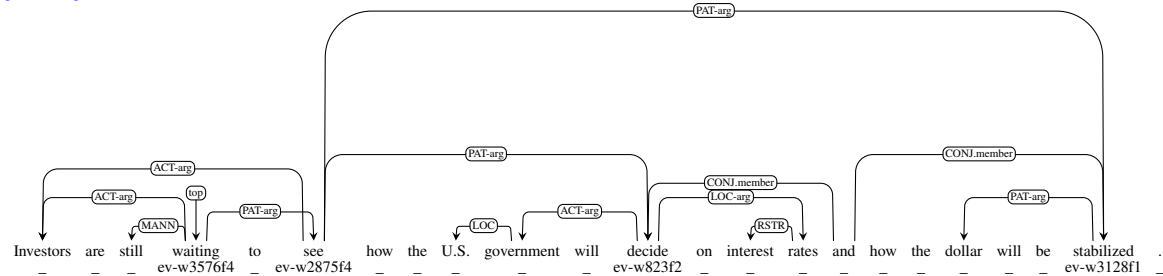 PAT-arg
ACT-arg PAT-arg CONJ.member
ACT-arg top CONJ.member
LOC-arg PAT-arg
MANN PAT-arg LOC ACT-arg RSTR
Investors are still waiting to see how the U.S. government will decide on interest rates and how the dollar will be stabilized .
_ _ _ ev-w3576f4 _ ev-w2875f4 _ _ _ _ _ ev-w823f2 _ _ _ _ _ _ _ _ _ ev-w3128f1 _